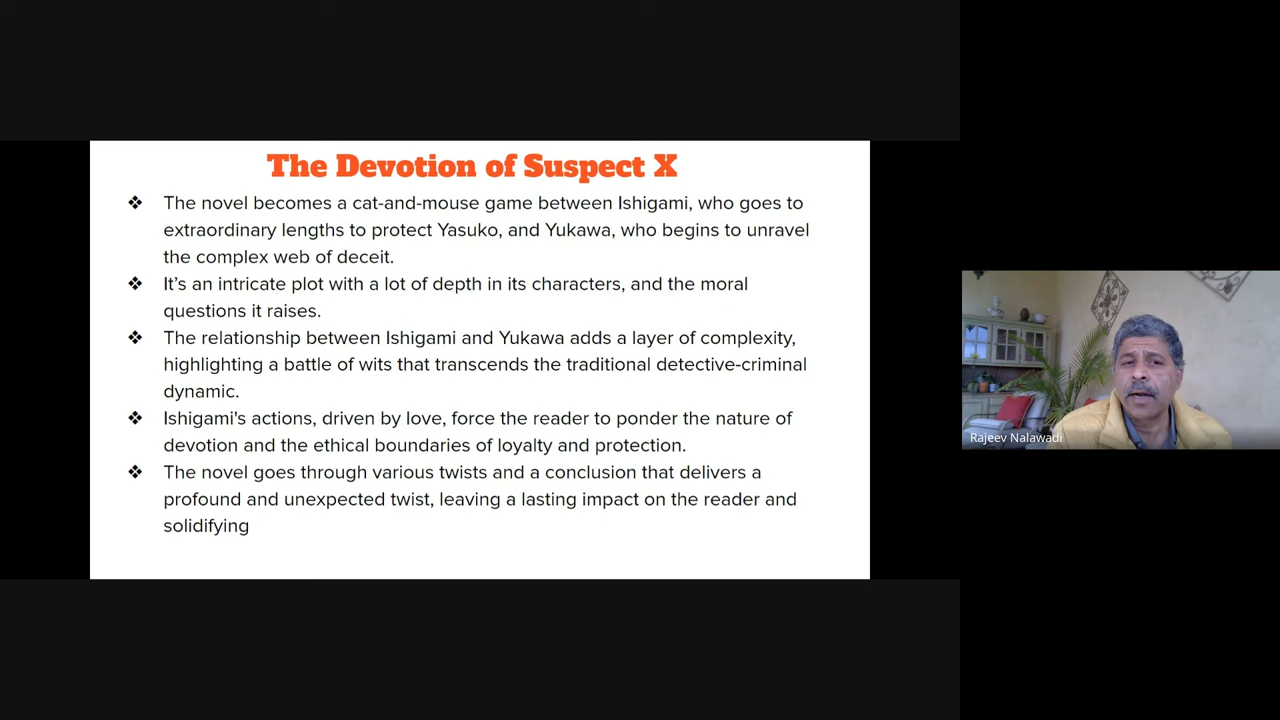 The Devotion of Suspect X
❖ The novel becomes a cat-and-mouse game between Ishigami, who goes to
extraordinary lengths to protect Yasuko, and Yukawa, who begins to unravel
the complex web of deceit.
❖ It’s an intricate plot with a lot of depth in its characters, and the moral
questions it raises.
❖ The relationship between Ishigami and Yukawa adds a layer of complexity,
highlighting a battle of wits that transcends the traditional detective-criminal
dynamic.
❖ Ishigami's actions, driven by love, force the reader to ponder the nature of
devotion and the ethical boundaries of loyalty and protection.
❖ The novel goes through various twists and a conclusion that delivers a
profound and unexpected twist, leaving a lasting impact on the reader and
solidifying
Rajeev Nalawadi